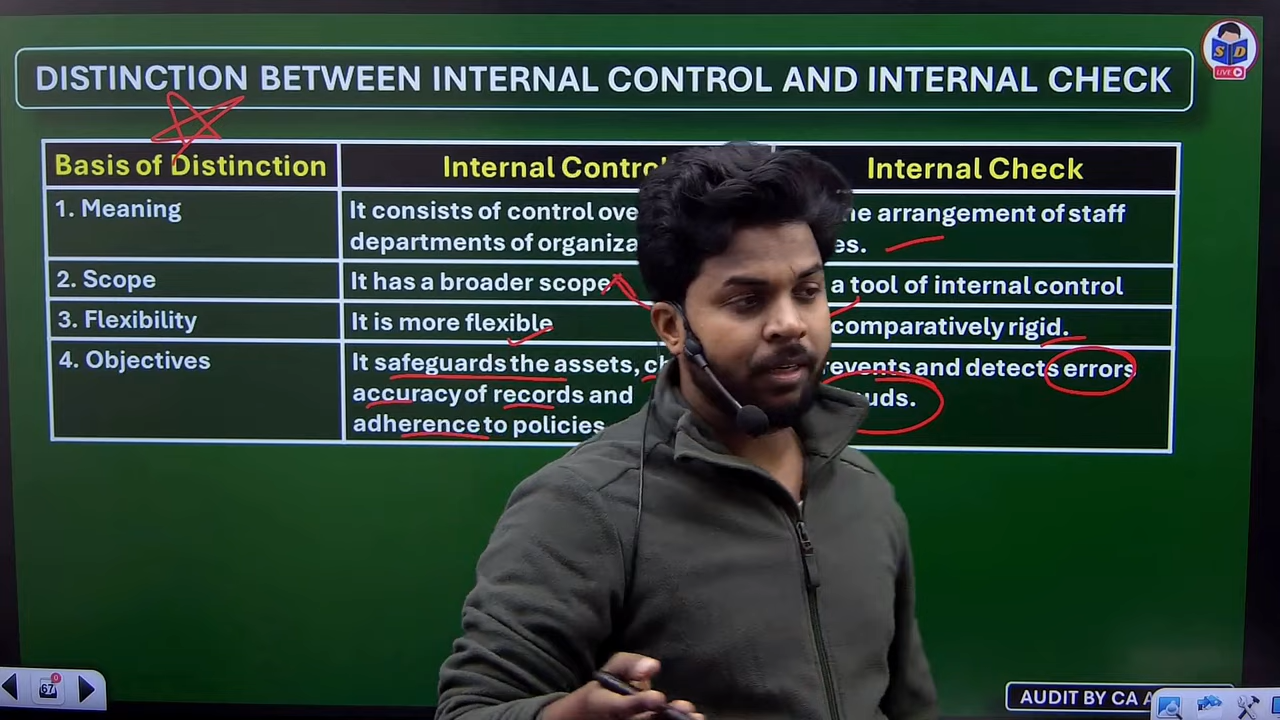 DISTINCTION BETWEEN INTERNAL CONTROL AND INTERNAL CHECK
S D
LIVE
Basis of Distinction
Internal Contro
Internal Check
1. Meaning
It consists of control ove
departments of organiza
arrangement of staff
2. Scope
It has a broader scope
a tool of internal control
3. Flexibility
It is more flexible
comparatively rigid.
4. Objectives
It safeguards the assets,
accuracy of records and
adherence to policies
events and detects errors
uds.
67
AUDIT BY CA A